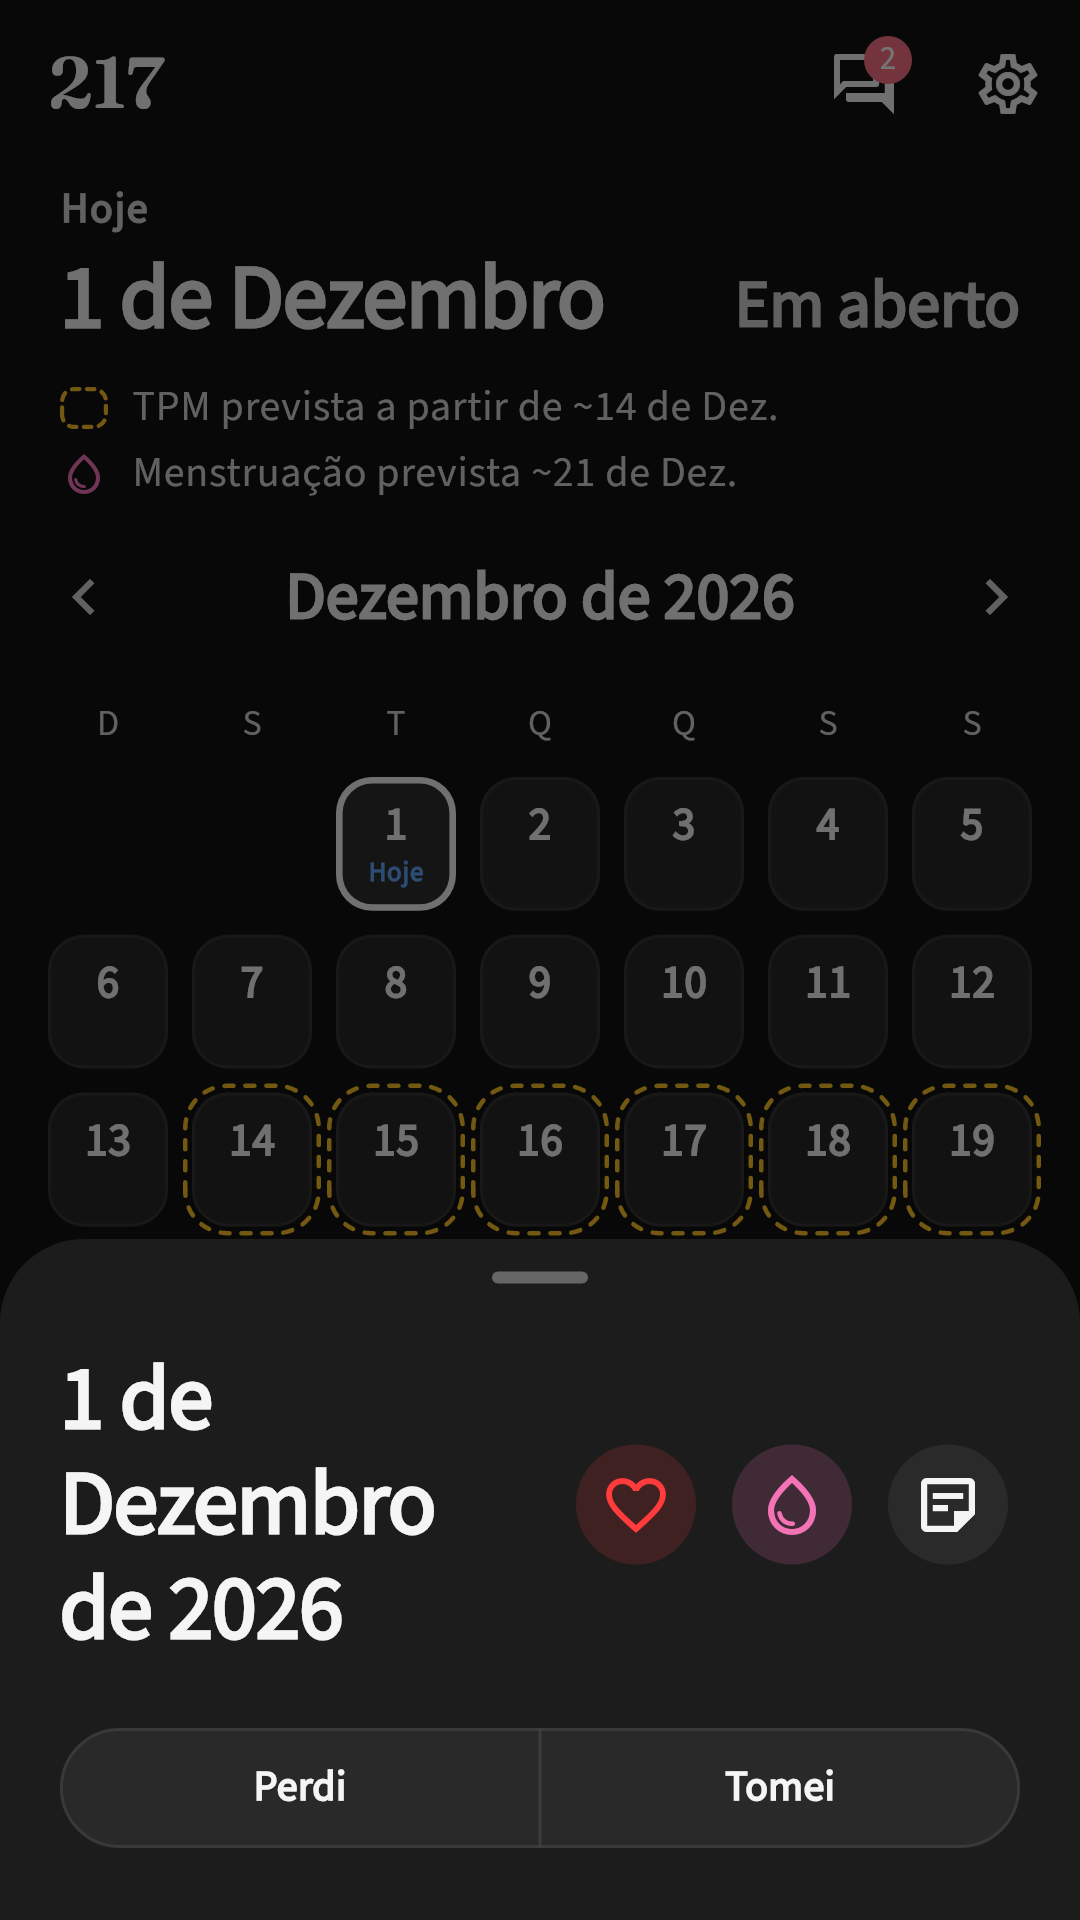 217
2
Hoje
1 de Dezembro
Em aberto
TPM prevista a partir de ~14 de Dez.
Menstruação prevista ~21 de Dez.
Dezembro de 2026
D S T Q Q S S
1 2 3 4 5
Hoje
6 7 8 9 10 11 12
13 14 15 16 17 18 19
1 de
Dezembro
de 2026
Perdi Tomei